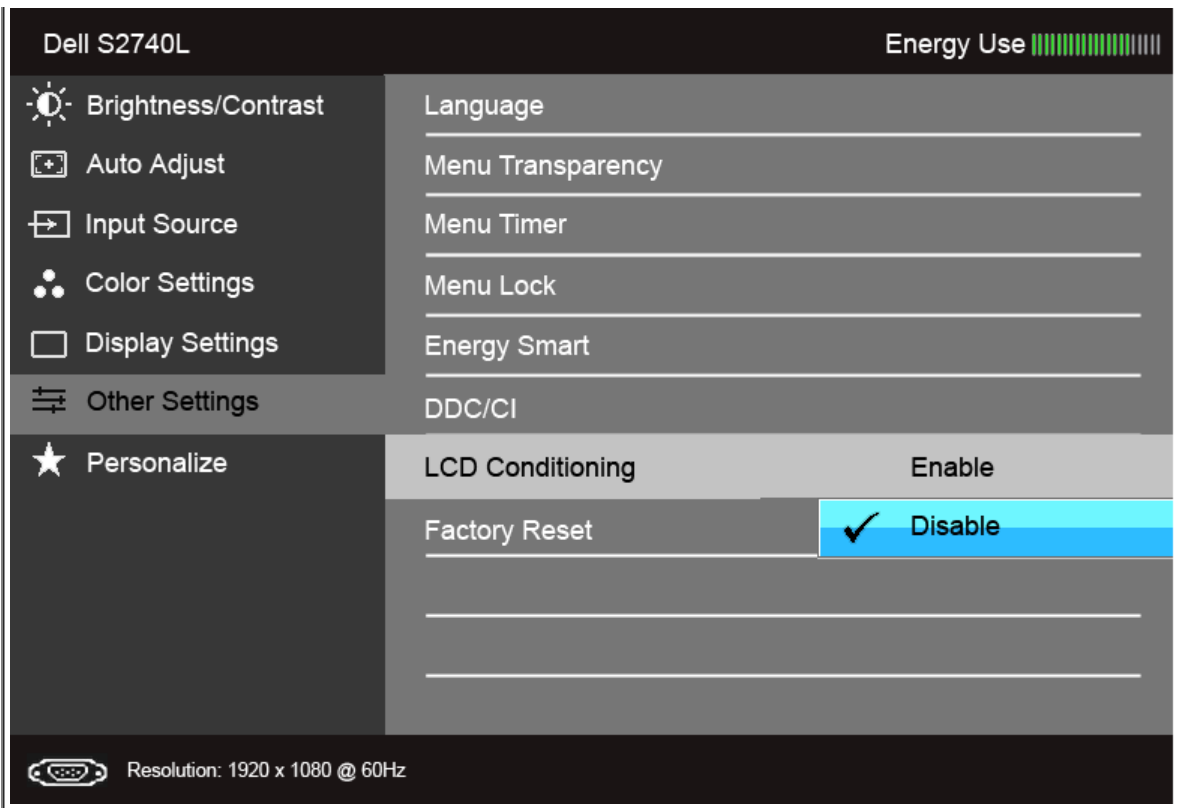 Dell S2740L
Energy Use
Brightness/Contrast
Auto Adjust
Input Source
Color Settings
Display Settings
Other Settings
Personalize
Language
Menu Transparency
Menu Timer
Menu Lock
Energy Smart
DDC/CI
LCD Conditioning
Enable
Disable
Factory Reset
Resolution: 1920 x 1080 @ 60Hz